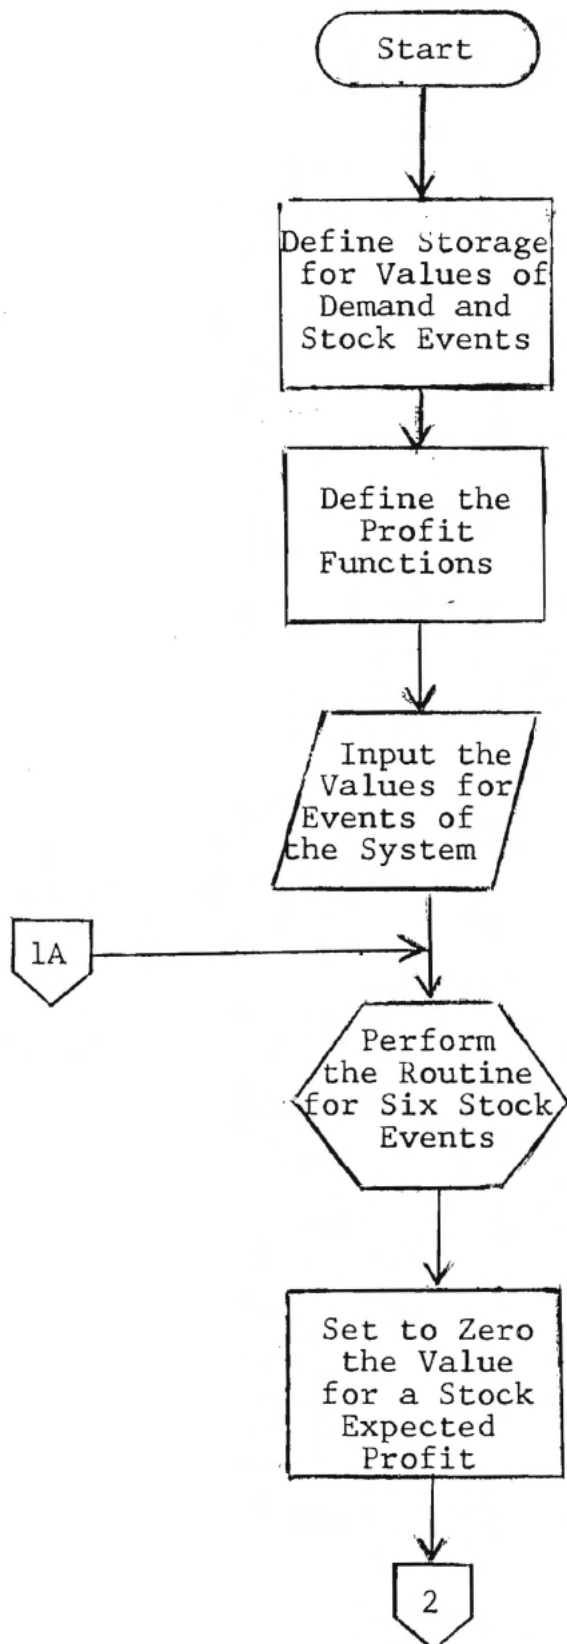 Start
Define Storage
for Values of
Demand and
Stock Events
Define the
Profit
Functions
Input the
Values for
Events of
the System
1A
Perform
the Routine
for Six Stock
Events
Set to Zero
the Value
for a Stock
Expected
Profit
2